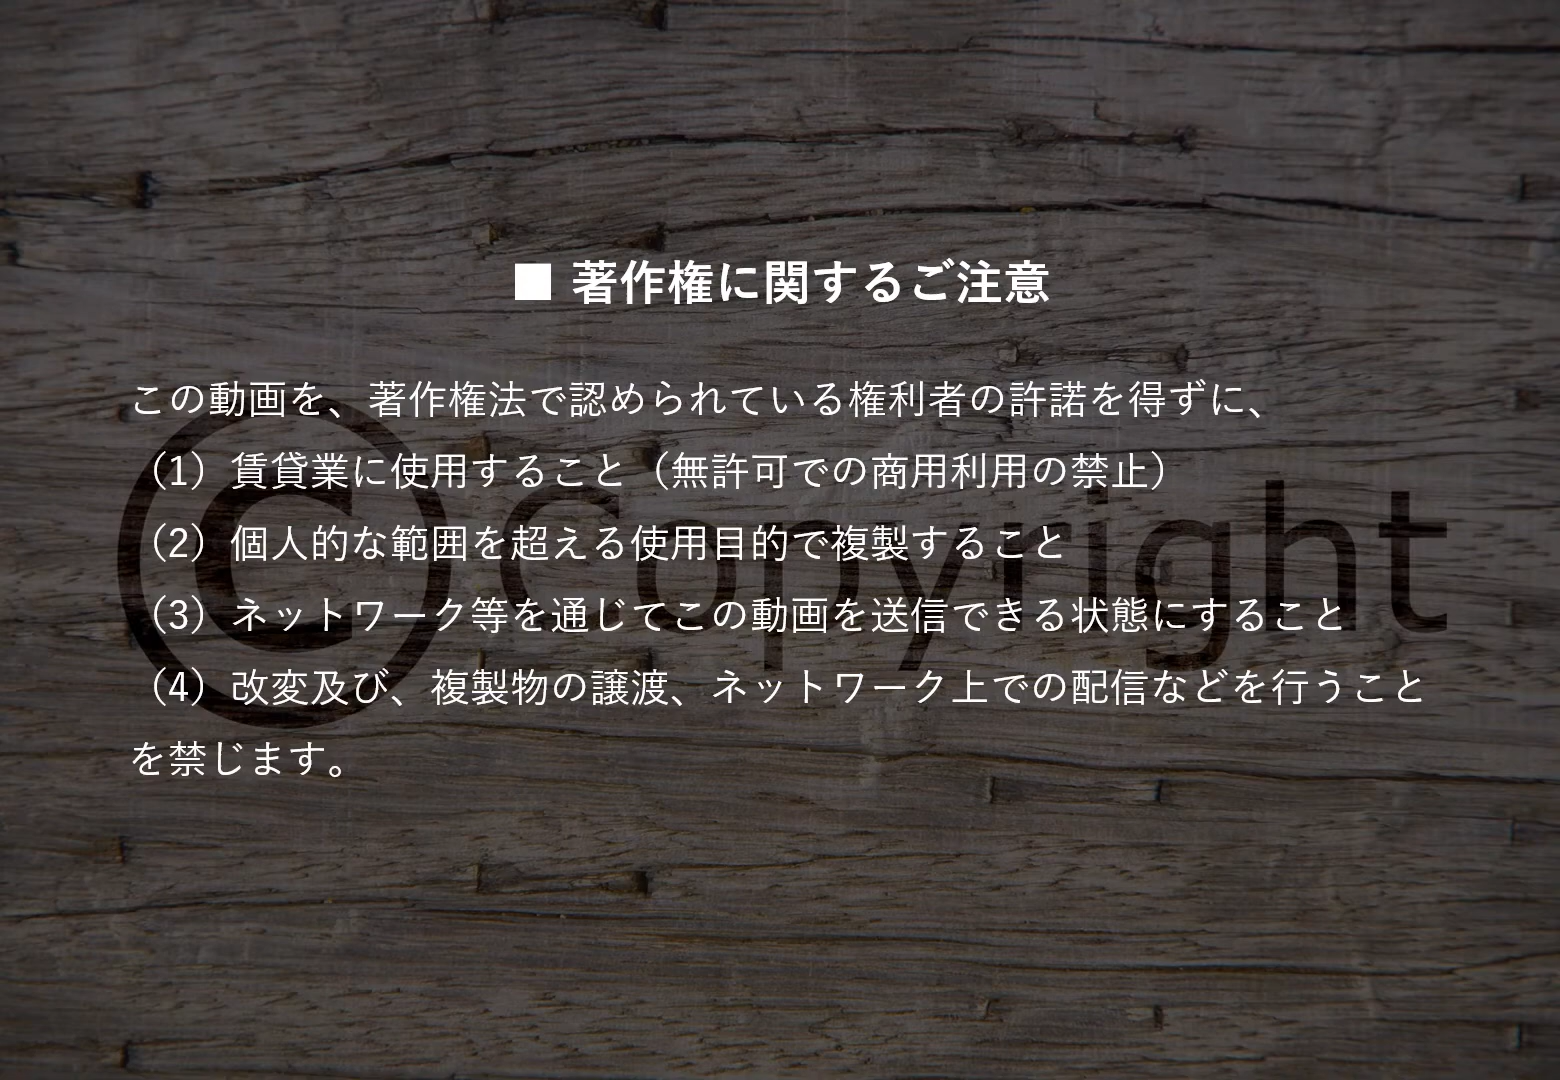 ■ 著作権に関するご注意
この動画を、著作権法で認められている権利者の許諾を得ずに、
（1）賃貸業に使用すること（無許可での商用利用の禁止）
（2）個人的な範囲を超える使用目的で複製すること
（3）ネットワーク等を通じてこの動画を送信できる状態にすること
（4）改変及び、複製物の譲渡、ネットワーク上での配信などを行うこと
を禁じます。
© Copyright